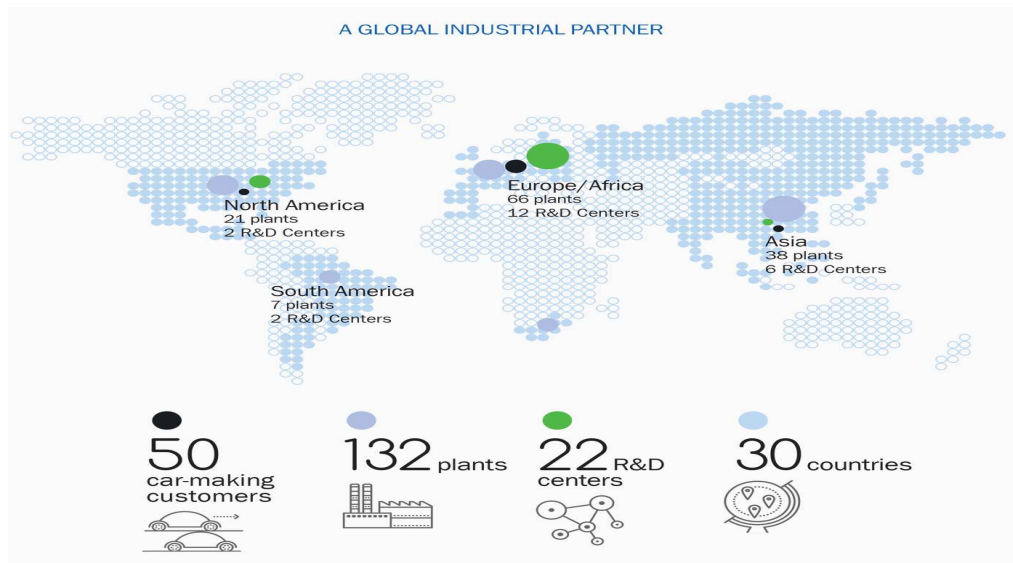 A GLOBAL INDUSTRIAL PARTNER
North America
21 plants
2 R&D Centers
Europe/Africa
66 plants
12 R&D Centers
Asia
38 plants
6 R&D Centers
South America
7 plants
2 R&D Centers
50
car-making
customers
132 plants
22 R&D
centers
30 countries